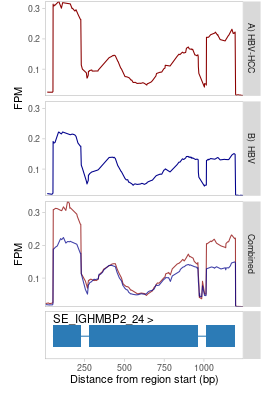 0.3
0.2
0.1
FPM
A) HBV-HCC
0.3
0.2
0.1
B) HBV
0.3
0.2
0.1
FPM
Combined
SE_IGHMBP2_24 >
250 500 750 1000
Distance from region start (bp)